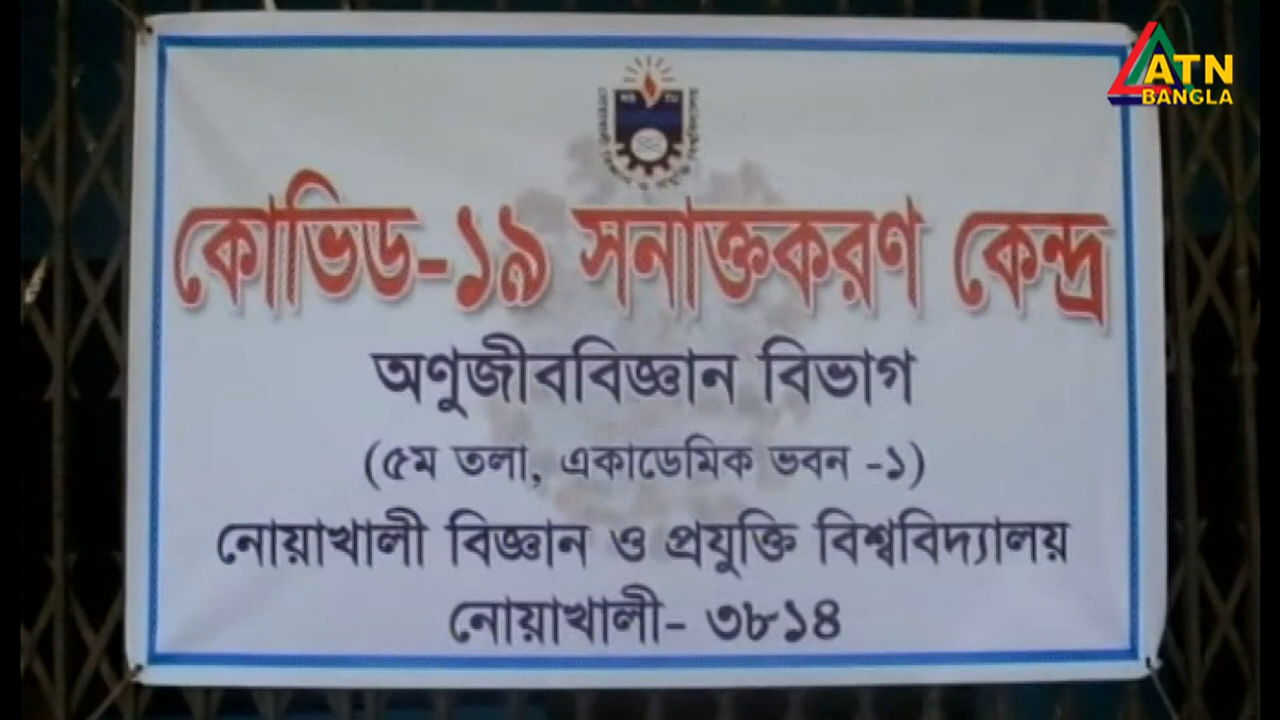 ATN
BANGLA
কোভিড-১৯ সনাক্তকরণ কেন্দ্র
অণুজীববিজ্ঞান বিভাগ
(৫ম তলা, একাডেমিক ভবন -১)
নোয়াখালী বিজ্ঞান ও প্রযুক্তি বিশ্ববিদ্যালয়
নোয়াখালী- ৩৮১৪